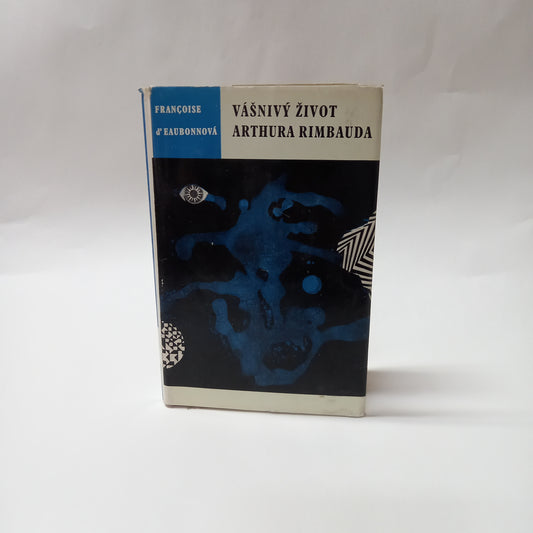 FRANÇOISE
ď EAUBONNOVÁ
VÁŠNIVÝ ŽIVOT
ARTHURA RIMBAUDA